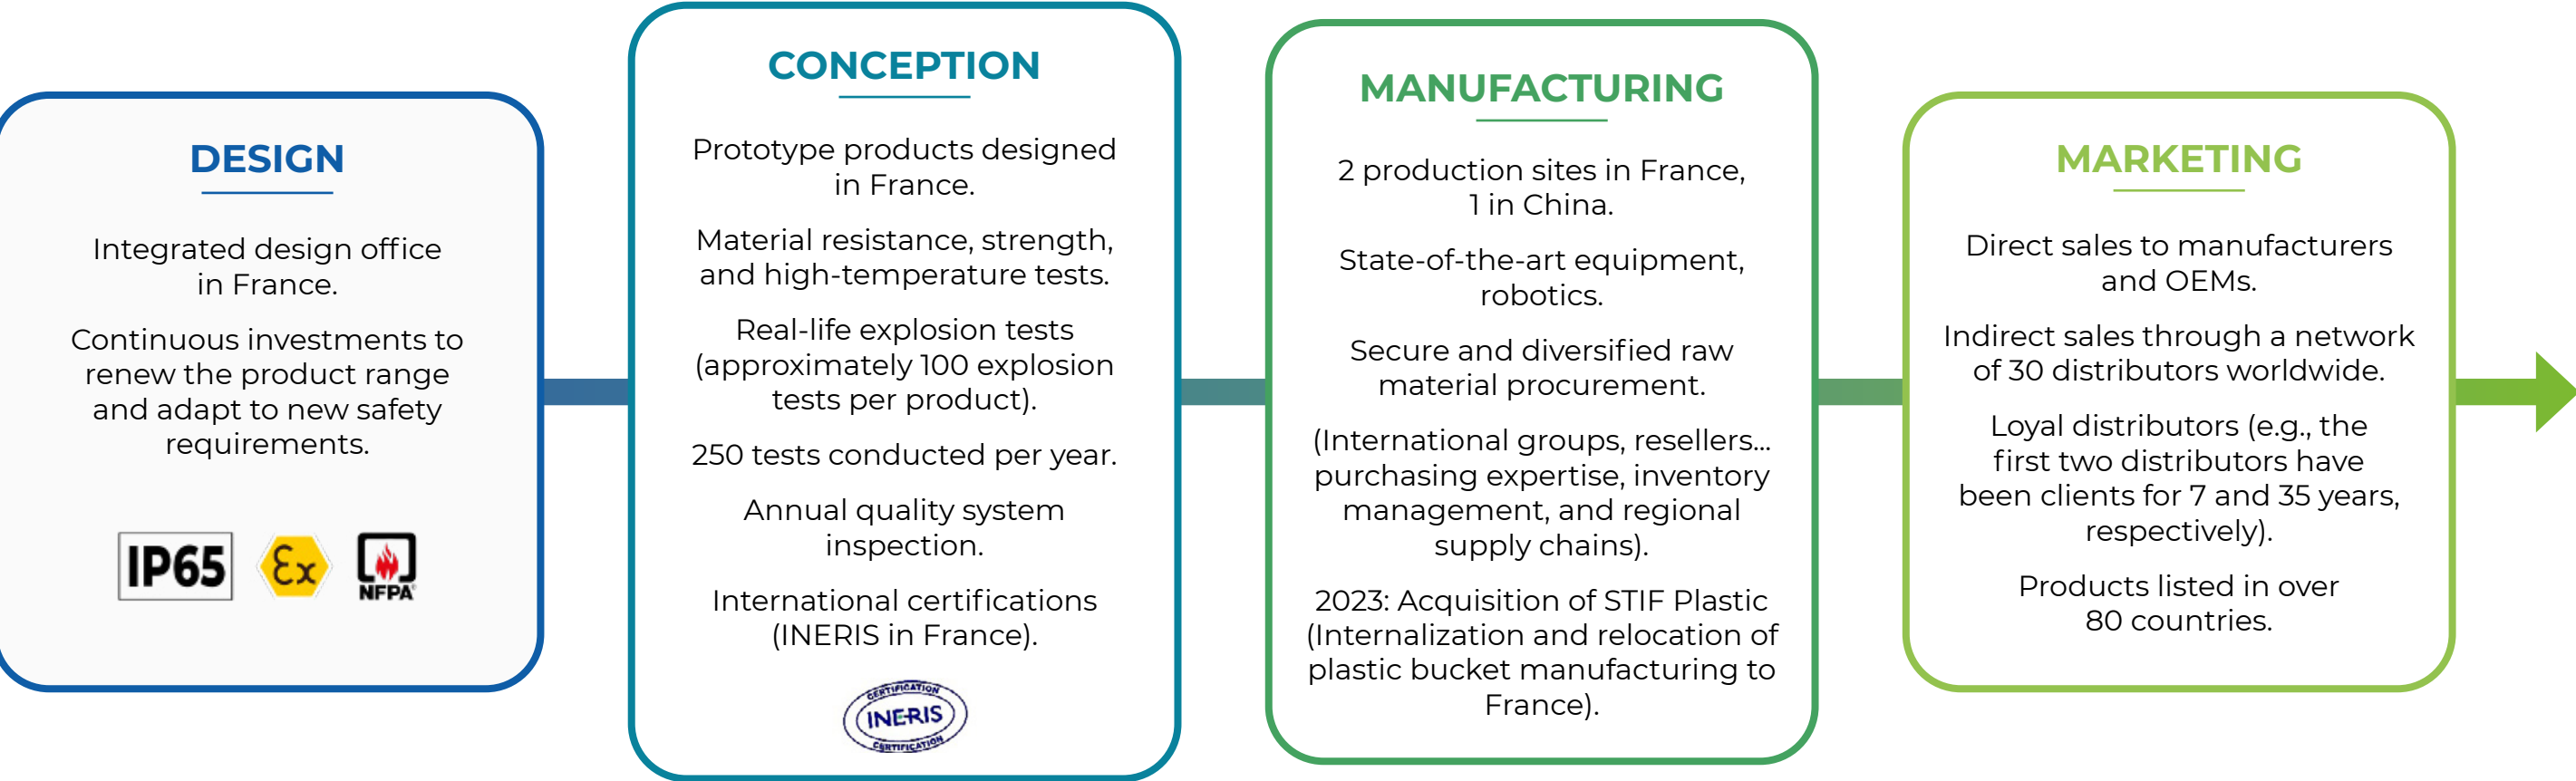 DESIGN
Integrated design office
in France.
Continuous investments to
renew the product range
and adapt to new safety
requirements.
IP65
Ex
NFPA
CONCEPTION
Prototype products designed
in France.
Material resistance, strength,
and high-temperature tests.
Real-life explosion tests
(approximately 100 explosion
tests per product).
250 tests conducted per year.
Annual quality system
inspection.
International certifications
(INERIS in France).
CERTIFICATION
INERIS
CERTIFICATION
MANUFACTURING
2 production sites in France,
1 in China.
State-of-the-art equipment,
robotics.
Secure and diversified raw
material procurement.
(International groups, resellers...
purchasing expertise, inventory
management, and regional
supply chains).
2023: Acquisition of STIF Plastic
(Internalization and relocation of
plastic bucket manufacturing to
France).
MARKETING
Direct sales to manufacturers
and OEMs.
Indirect sales through a network
of 30 distributors worldwide.
Loyal distributors (e.g., the
first two distributors have
been clients for 7 and 35 years,
respectively).
Products listed in over
80 countries.